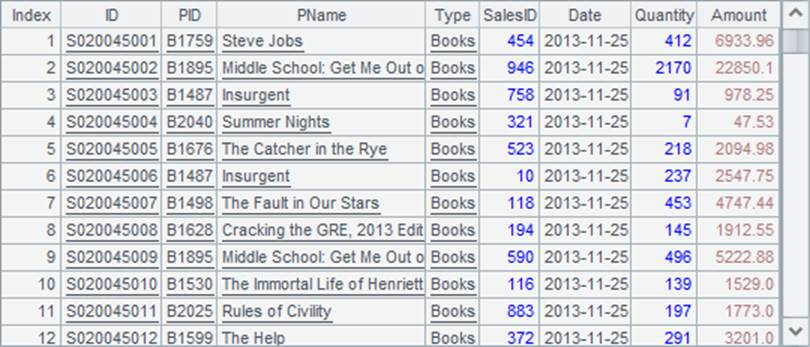 Index ID PID PName Type SalesID Date Quantity Amount
1 S020045001 B1759 Steve Jobs Books 454 2013-11-25 412 6933.96
2 S020045002 B1895 Middle School: Get Me Out o Books 946 2013-11-25 2170 22850.1
3 S020045003 B1487 Insurgent Books 758 2013-11-25 91 978.25
4 S020045004 B2040 Summer Nights Books 321 2013-11-25 7 47.53
5 S020045005 B1676 The Catcher in the Rye Books 523 2013-11-25 218 2094.98
6 S020045006 B1487 Insurgent Books 10 2013-11-25 237 2547.75
7 S020045007 B1498 The Fault in Our Stars Books 118 2013-11-25 453 4747.44
8 S020045008 B1628 Cracking the GRE, 2013 Edit Books 194 2013-11-25 145 1912.55
9 S020045009 B1895 Middle School: Get Me Out o Books 590 2013-11-25 496 5222.88
10 S020045010 B1530 The Immortal Life of Henriett Books 116 2013-11-25 139 1529.0
11 S020045011 B2025 Rules of Civility Books 883 2013-11-25 197 1773.0
12 S020045012 B1599 The Help Books 372 2013-11-25 291 3201.0